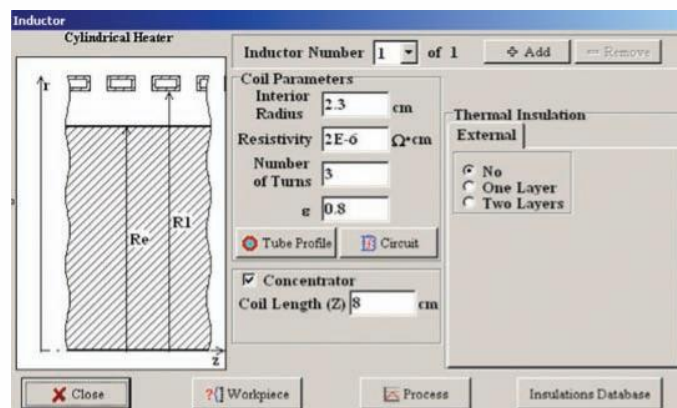 Inductor
Cylindrical Heater
r
Re
R1
z
Inductor Number 1 of 1
Add
Remove
Coil Parameters
Interior Radius 2.3 cm
Resistivity 2E-6 Ω•cm
Number of Turns 3
ε 0.8
Tube Profile
Circuit
Concentrator
Coil Length (Z) 8 cm
Thermal Insulation
External
No
One Layer
Two Layers
Close
Workpiece
Process
Insulations Database